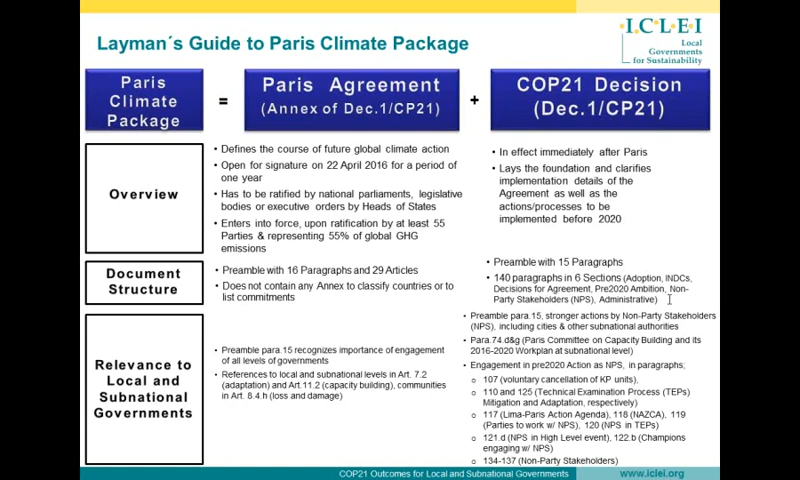 Layman´s Guide to Paris Climate Package
I.C.L.E.I
Local
Governments
for Sustainability
Paris
Climate
Package
=
Paris Agreement
(Annex of Dec.1/CP21)
+
COP21 Decision
(Dec.1/CP21)
Overview
• Defines the course of future global climate action
• Open for signature on 22 April 2016 for a period of
one year
• Has to be ratified by national parliaments, legislative
bodies or executive orders by Heads of States
• Enters into force, upon ratification by at least 55
Parties & representing 55% of global GHG
emissions
• In effect immediately after Paris
• Lays the foundation and clarifies
implementation details of the
Agreement as well as the
actions/processes to be
implemented before 2020
Document
Structure
• Preamble with 16 Paragraphs and 29 Articles
• Does not contain any Annex to classify countries or to
list commitments
• Preamble with 15 Paragraphs
• 140 paragraphs in 6 Sections (Adoption, INDCs,
Decisions for Agreement, Pre2020 Ambition, Non-
Party Stakeholders (NPS), Administrative)
Relevance to
Local and
Subnational
Governments
• Preamble para.15 recognizes importance of engagement
of all levels of governments
• References to local and subnational levels in Art. 7.2
(adaptation) and Art.11.2 (capacity building), communities
in Art. 8.4.h (loss and damage)
• Preamble para.15, stronger actions by Non-Party Stakeholders
(NPS), including cities & other subnational authorities
• Para.74.d&g (Paris Committee on Capacity Building and its
2016-2020 Workplan at subnational level)
• Engagement in pre2020 Action as NPS, in paragraphs;
o 107 (voluntary cancellation of KP units),
o 110 and 125 (Technical Examination Process (TEPs)
Mitigation and Adaptation, respectively)
o 117 (Lima-Paris Action Agenda), 118 (NAZCA), 119
(Parties to work w/ NPS), 120 (NPS in TEPs)
o 121.d (NPS in High Level event), 122.b (Champions
engaging w/ NPS)
o 134-137 (Non-Party Stakeholders)
COP21 Outcomes for Local and Subnational Governments
www.iclei.org